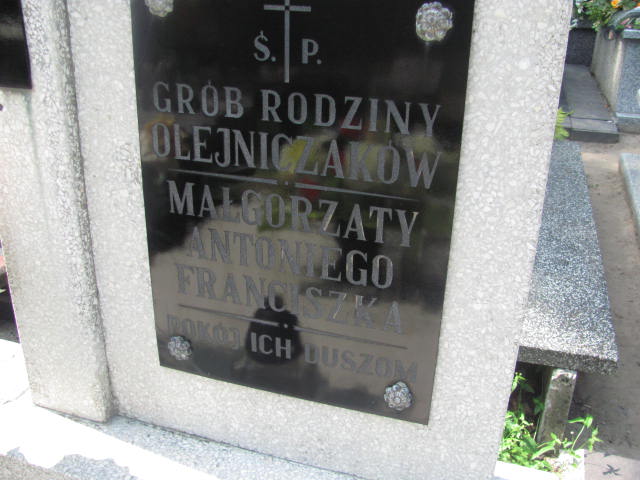 Ś. P.
GRÓB RODZINY
OLEJNICZAKÓW
MAŁGORZATY
ANTONIEGO
FRANCISZKA
POKÓJ ICH DUSZOM